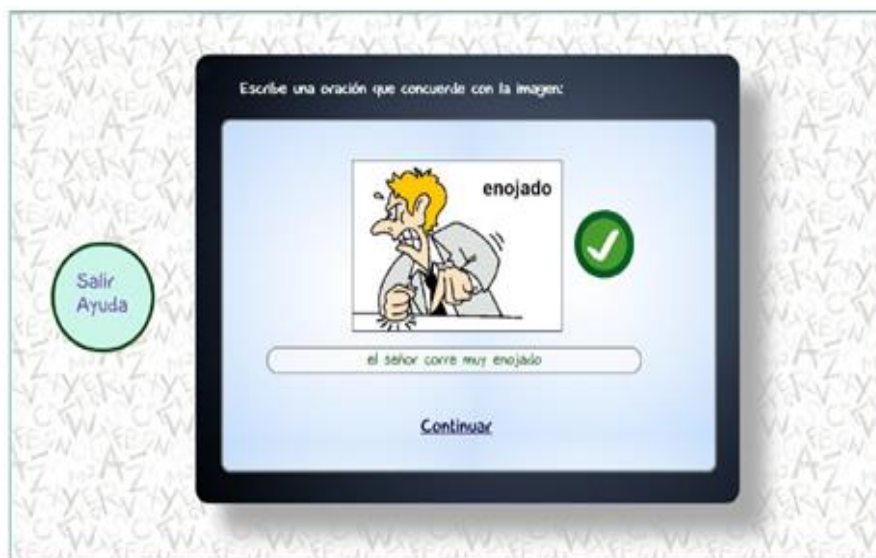 Escribe una oración que concuerde con la imagen:
enojado
Salir
Ayuda
el señor corre muy enojado
Continuar